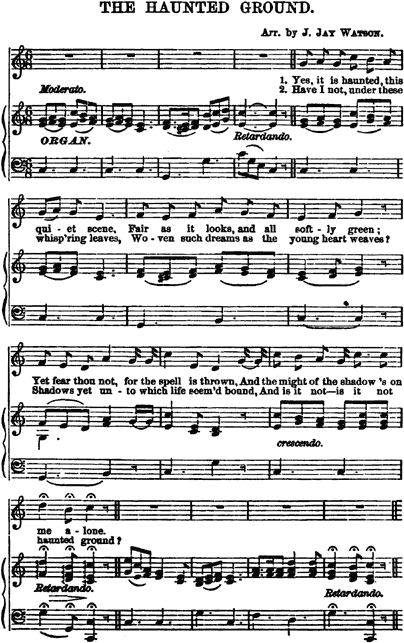 THE HAUNTED GROUND.
Arr. by J. Jay Watson.
1. Yes, it is haunted, this
2. Have I not, under these
Moderato.
ORGAN.
Retardando.
qui - et scene, Fair as it looks, and all soft - ly green;
whisp'ring leaves, Wo - ven such dreams as the young heart weaves?
Yet fear thou not, for the spell is thrown, And the might of the shadow 's on
Shadows yet un - to which life seem'd bound, And is it not—is it not
crescendo.
me a - lone.
haunted ground?
Retardando.
Retardando.